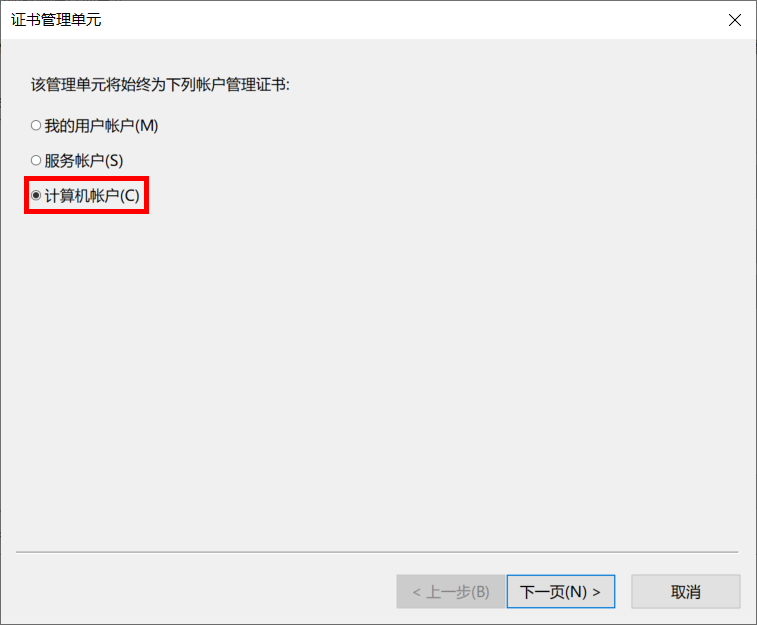 证书管理单元
该管理单元将始终为下列帐户管理证书:
我的用户帐户(M)
服务帐户(S)
计算机帐户(C)
< 上一步(B)
下一页(N) >
取消